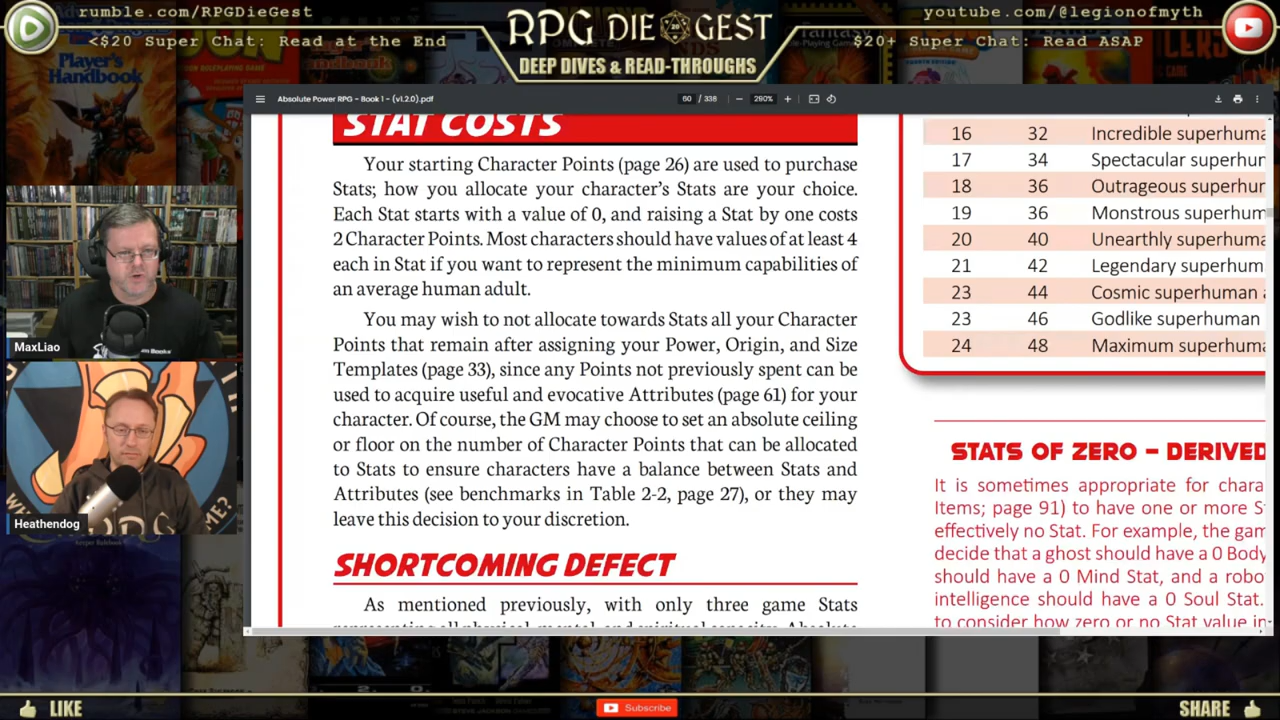 rumble.com/RPGDieGest
<$20 Super Chat: Read at the End
RPG DIE GEST
DEEP DIVES & READ-THROUGHS
youtube.com/@legionofmyth
$20+ Super Chat: Read ASAP
Player's
Handbook
Absolute Power RPG – Book 1 – (v1.2.0).pdf
60 / 336
290%
STAT COSTS
Your starting Character Points (page 26) are used to purchase
Stats; how you allocate your character's Stats are your choice.
Each Stat starts with a value of 0, and raising a Stat by one costs
2 Character Points. Most characters should have values of at least 4
each in Stat if you want to represent the minimum capabilities of
an average human adult.
You may wish to not allocate towards Stats all your Character
Points that remain after assigning your Power, Origin, and Size
Templates (page 33), since any Points not previously spent can be
used to acquire useful and evocative Attributes (page 61) for your
character. Of course, the GM may choose to set an absolute ceiling
or floor on the number of Character Points that can be allocated
to Stats to ensure characters have a balance between Stats and
Attributes (see benchmarks in Table 2-2, page 27), or they may
leave this decision to your discretion.
SHORTCOMING DEFECT
As mentioned previously, with only three game Stats
16 32 Incredible superhuma
17 34 Spectacular superhur
18 36 Outrageous superhur
19 36 Monstrous superhum
20 40 Unearthly superhuma
21 42 Legendary superhum
23 44 Cosmic superhuman
23 46 Godlike superhuman
24 48 Maximum superhuma
STATS OF ZERO – DERIVED
It is sometimes appropriate for chara
Items; page 91) to have one or more S
effectively no Stat. For example, the gam
decide that a ghost should have a 0 Body
should have a 0 Mind Stat, and a robo
intelligence should have a 0 Soul Stat.
to consider how zero or no Stat value in
MaxLiao
Heathendog
LIKE
Subscribe
SHARE